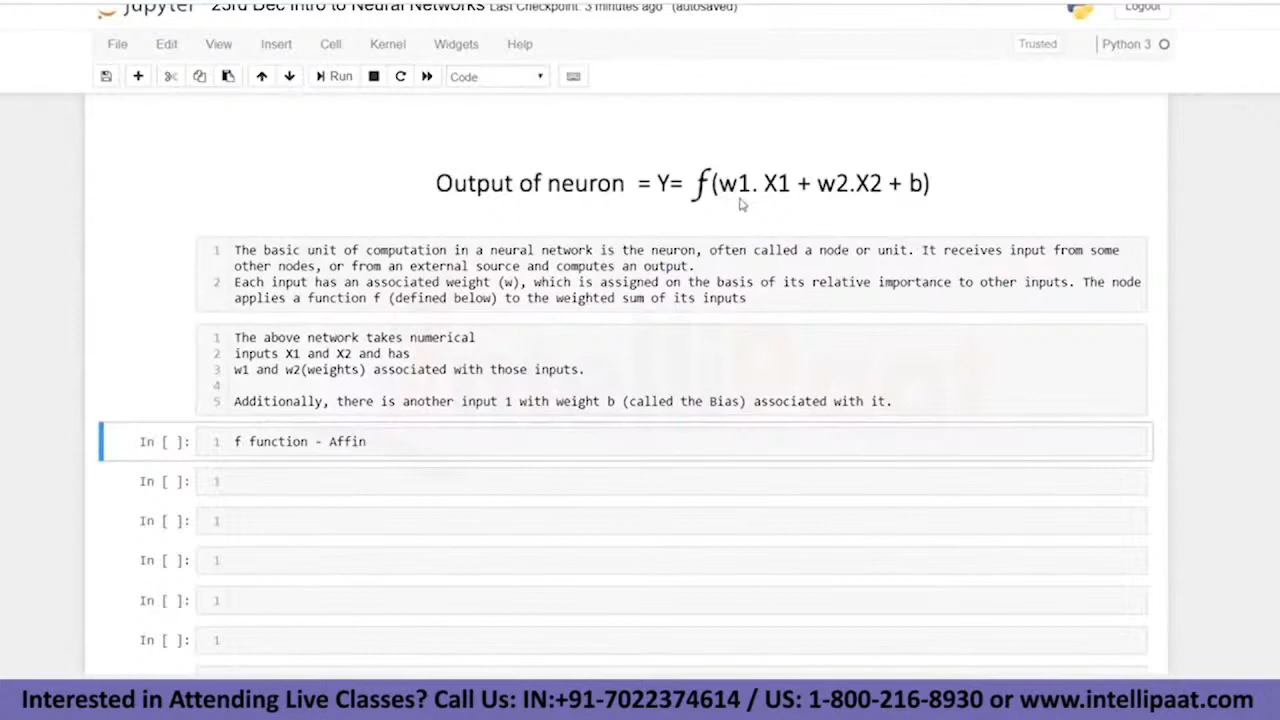 jupyter 23rd Dec Intro to Neural Networks Last Checkpoint: 3 minutes ago (autosaved) Logout
File Edit View Insert Cell Kernel Widgets Help Trusted Python 3
Run Code
Output of neuron = Y= f(w1. X1 + w2.X2 + b)
1 The basic unit of computation in a neural network is the neuron, often called a node or unit. It receives input from some
other nodes, or from an external source and computes an output.
2 Each input has an associated weight (w), which is assigned on the basis of its relative importance to other inputs. The node
applies a function f (defined below) to the weighted sum of its inputs
1 The above network takes numerical
2 inputs X1 and X2 and has
3 w1 and w2(weights) associated with those inputs.
4
5 Additionally, there is another input 1 with weight b (called the Bias) associated with it.
In [ ]: 1 f function - Affin
In [ ]: 1
In [ ]: 1
In [ ]: 1
In [ ]: 1
In [ ]: 1
Interested in Attending Live Classes? Call Us: IN:+91-7022374614 / US: 1-800-216-8930 or www.intellipaat.com